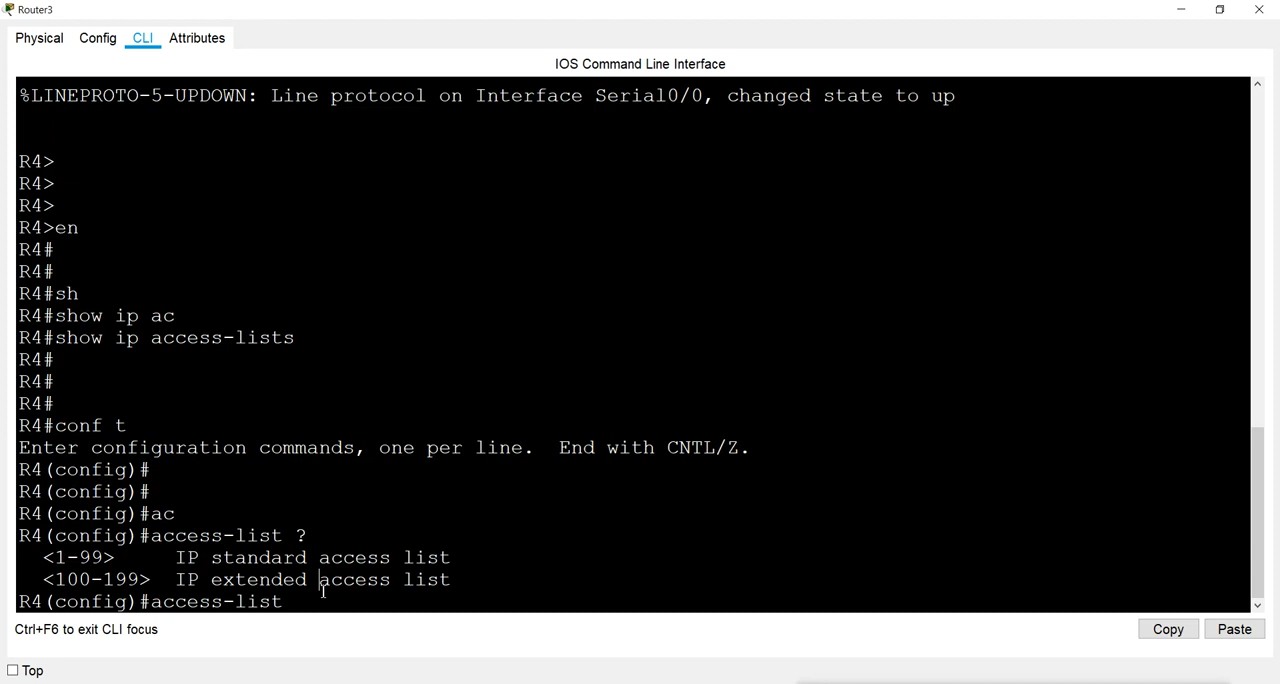 Router3
Physical Config CLI Attributes
IOS Command Line Interface
%LINEPROTO-5-UPDOWN: Line protocol on Interface Serial0/0, changed state to up
R4>
R4>
R4>
R4>en
R4#
R4#
R4#sh
R4#show ip ac
R4#show ip access-lists
R4#
R4#
R4#
R4#conf t
Enter configuration commands, one per line.  End with CNTL/Z.
R4(config)#
R4(config)#
R4(config)#ac
R4(config)#access-list ?
  <1-99>     IP standard access list
  <100-199>  IP extended access list
R4(config)#access-list
Ctrl+F6 to exit CLI focus
Copy Paste
Top